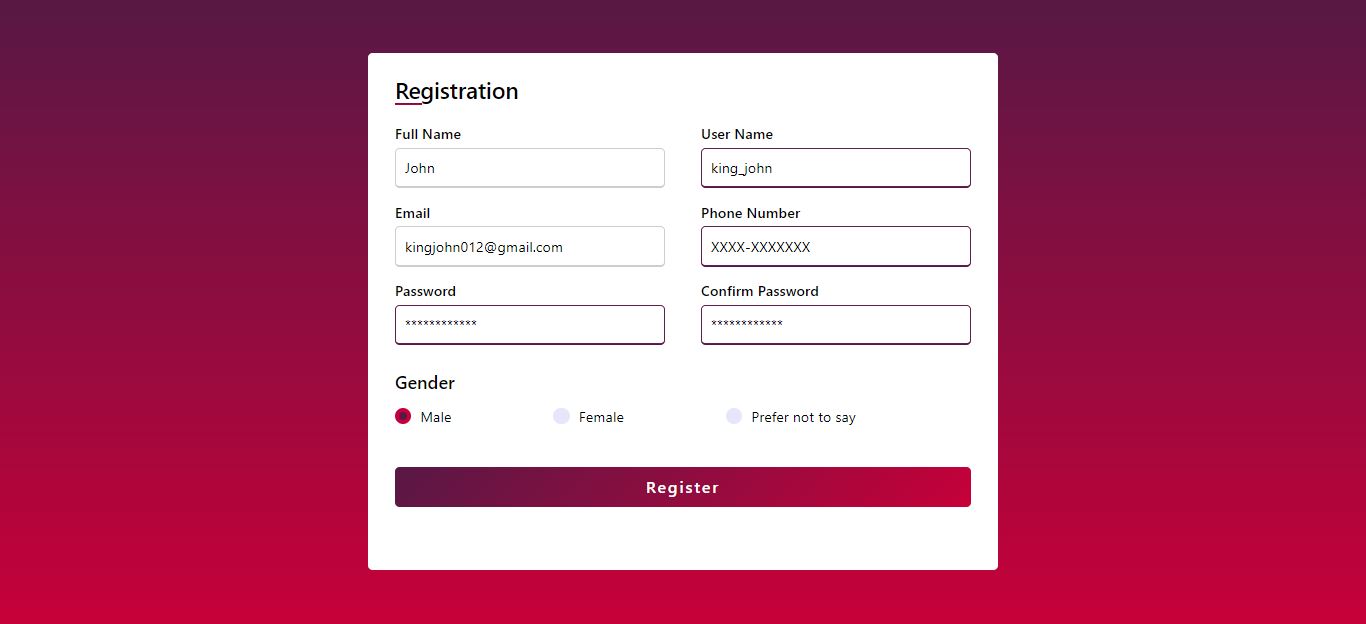 Registration
Full Name User Name
John king_john
Email Phone Number
kingjohn012@gmail.com XXXX-XXXXXXX
Password Confirm Password
************ ************
Gender
Male Female Prefer not to say
Register